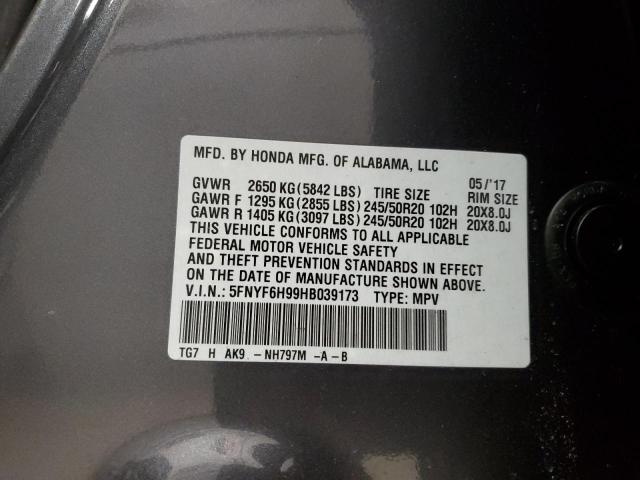 MFD. BY HONDA MFG. OF ALABAMA, LLC
05/'17
GVWR 2650 KG(5842 LBS) TIRE SIZE RIM SIZE
GAWR F 1295 KG(2855 LBS) 245/50R20 102H 20X8.0J
GAWR R 1405 KG(3097 LBS) 245/50R20 102H 20X8.0J
THIS VEHICLE CONFORMS TO ALL APPLICABLE
FEDERAL MOTOR VEHICLE SAFETY
AND THEFT PREVENTION STANDARDS IN EFFECT
ON THE DATE OF MANUFACTURE SHOWN ABOVE.
V.I.N.: 5FNYF6H99HB039173 TYPE: MPV
TG7 H AK9 -NH797M -A-B